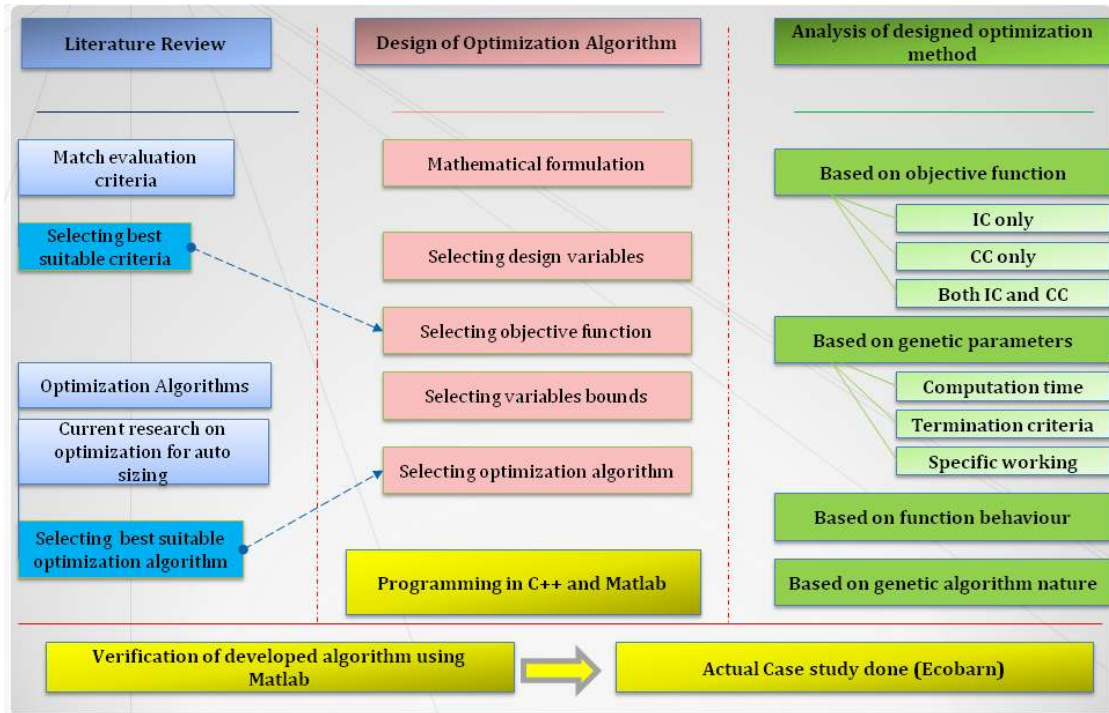 Literature Review
Match evaluation
criteria
Selecting best
suitable criteria
Optimization Algorithms
Current research on
optimization for auto
sizing
Selecting best suitable
optimization algorithm
Design of Optimization Algorithm
Mathematical formulation
Selecting design variables
Selecting objective function
Selecting variables bounds
Selecting optimization algorithm
Programming in C++ and Matlab
Analysis of designed optimization
method
Based on objective function
IC only
CC only
Both IC and CC
Based on genetic parameters
Computation time
Termination criteria
Specific working
Based on function behaviour
Based on genetic algorithm nature
Verification of developed algorithm using
Matlab
Actual Case study done (Ecobarn)